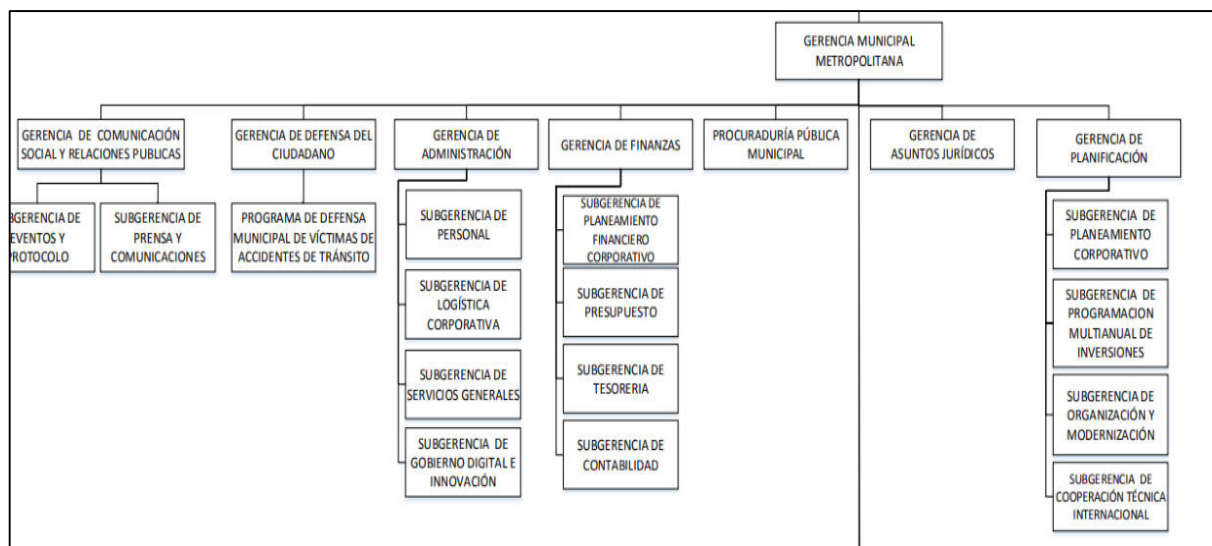 GERENCIA MUNICIPAL
METROPOLITANA
GERENCIA DE COMUNICACIÓN
SOCIAL Y RELACIONES PUBLICAS
GERENCIA DE DEFENSA DEL
CIUDADANO
GERENCIA DE
ADMINISTRACIÓN
GERENCIA DE FINANZAS
PROCURADURÍA PÚBLICA
MUNICIPAL
GERENCIA DE
ASUNTOS JURÍDICOS
GERENCIA DE
PLANIFICACIÓN
BGERENCIA DE
EVENTOS Y
PROTOCOLO
SUBGERENCIA DE
PRENSA Y
COMUNICACIONES
PROGRAMA DE DEFENSA
MUNICIPAL DE VÍCTIMAS DE
ACCIDENTES DE TRÁNSITO
SUBGERENCIA DE
PERSONAL
SUBGERENCIA DE
LOGÍSTICA
CORPORATIVA
SUBGERENCIA DE
SERVICIOS GENERALES
SUBGERENCIA DE
GOBIERNO DIGITAL E
INNOVACIÓN
SUBGERENCIA DE
PLANEAMIENTO
FINANCIERO
CORPORATIVO
SUBGERENCIA DE
PRESUPUESTO
SUBGERENCIA DE
TESORERIA
SUBGERENCIA DE
CONTABILIDAD
SUBGERENCIA DE
PLANEAMIENTO
CORPORATIVO
SUBGERENCIA DE
PROGRAMACION
MULTIANUAL DE
INVERSIONES
SUBGERENCIA DE
ORGANIZACIÓN Y
MODERNIZACIÓN
SUBGERENCIA DE
COOPERACIÓN TÉCNICA
INTERNACIONAL